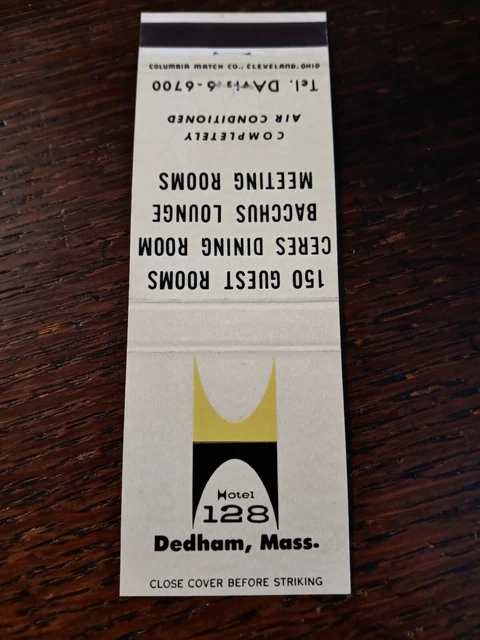 COLUMBIA MATCH CO., CLEVELAND, OHIO
150 GUEST ROOMS
CERES DINING ROOM
BACCHUS LOUNGE
MEETING ROOMS
COMPLETELY
AIR CONDITIONED
Tel. DAvis 6-6700
Hotel
128
Dedham, Mass.
CLOSE COVER BEFORE STRIKING